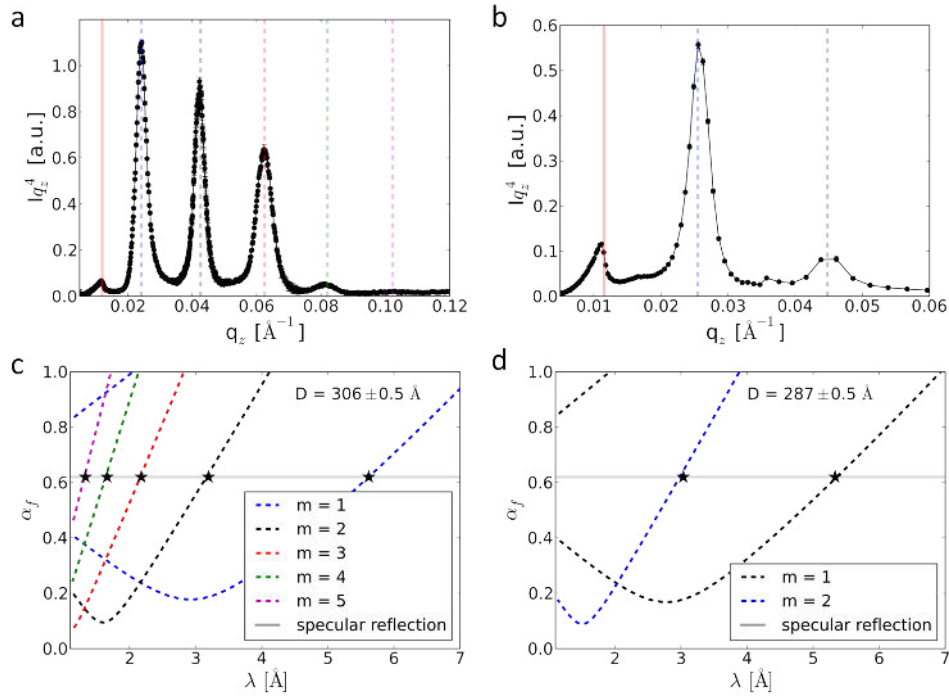 a
1.0
0.8
0.6
0.4
0.2
0.0
Iq_z^4 [a.u.]
0.02 0.04 0.06 0.08 0.10 0.12
q_z [Å⁻¹]
b
0.6
0.5
0.4
0.3
0.2
0.1
0.0
Iq_z^4 [a.u.]
0.01 0.02 0.03 0.04 0.05 0.06
q_z [Å⁻¹]
c
1.0
0.8
0.6
0.4
0.2
0.0
α_f
D = 306 ±0.5 Å
m = 1
m = 2
m = 3
m = 4
m = 5
specular reflection
2 3 4 5 6 7
λ [Å]
d
1.0
0.8
0.6
0.4
0.2
0.0
α_f
D = 287 ±0.5 Å
m = 1
m = 2
specular reflection
2 3 4 5 6 7
λ [Å]